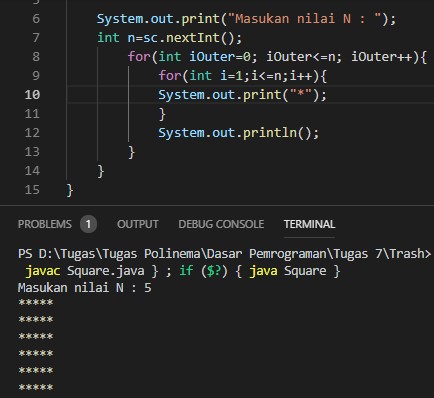 6 System.out.print("Masukan nilai N : ");
7 int n=sc.nextInt();
8 for(int iOuter=0; iOuter<=n; iOuter++){
9 for(int i=1;i<=n;i++){
10 System.out.print("*");
11 }
12 System.out.println();
13 }
14 }
15 }
PROBLEMS 1 OUTPUT DEBUG CONSOLE TERMINAL
PS D:\Tugas\Tugas Polinema\Dasar Pemrograman\Tugas 7\Trash>
javac Square.java } ; if ($?) { java Square }
Masukan nilai N : 5
*****
*****
*****
*****
*****
*****